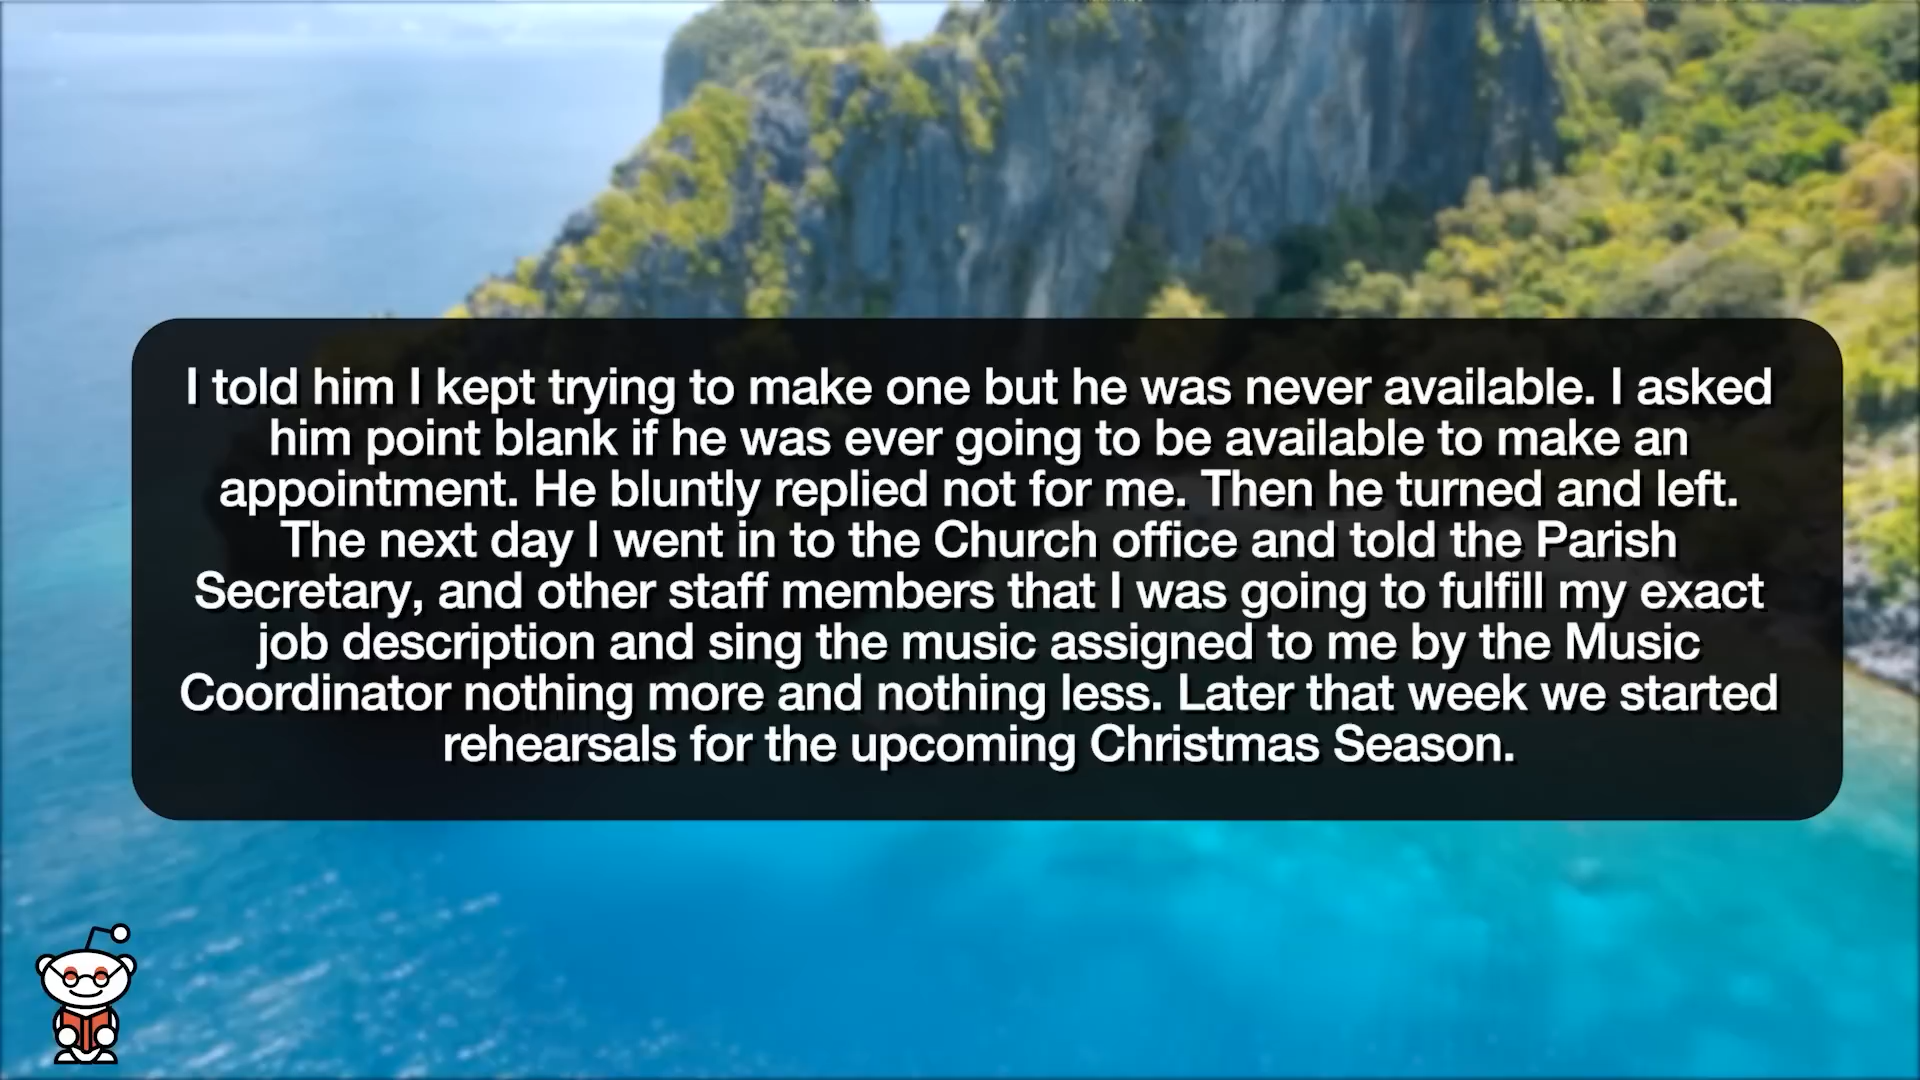 I told him I kept trying to make one but he was never available. I asked
him point blank if he was ever going to be available to make an
appointment. He bluntly replied not for me. Then he turned and left.
The next day I went in to the Church office and told the Parish
Secretary, and other staff members that I was going to fulfill my exact
job description and sing the music assigned to me by the Music
Coordinator nothing more and nothing less. Later that week we started
rehearsals for the upcoming Christmas Season.